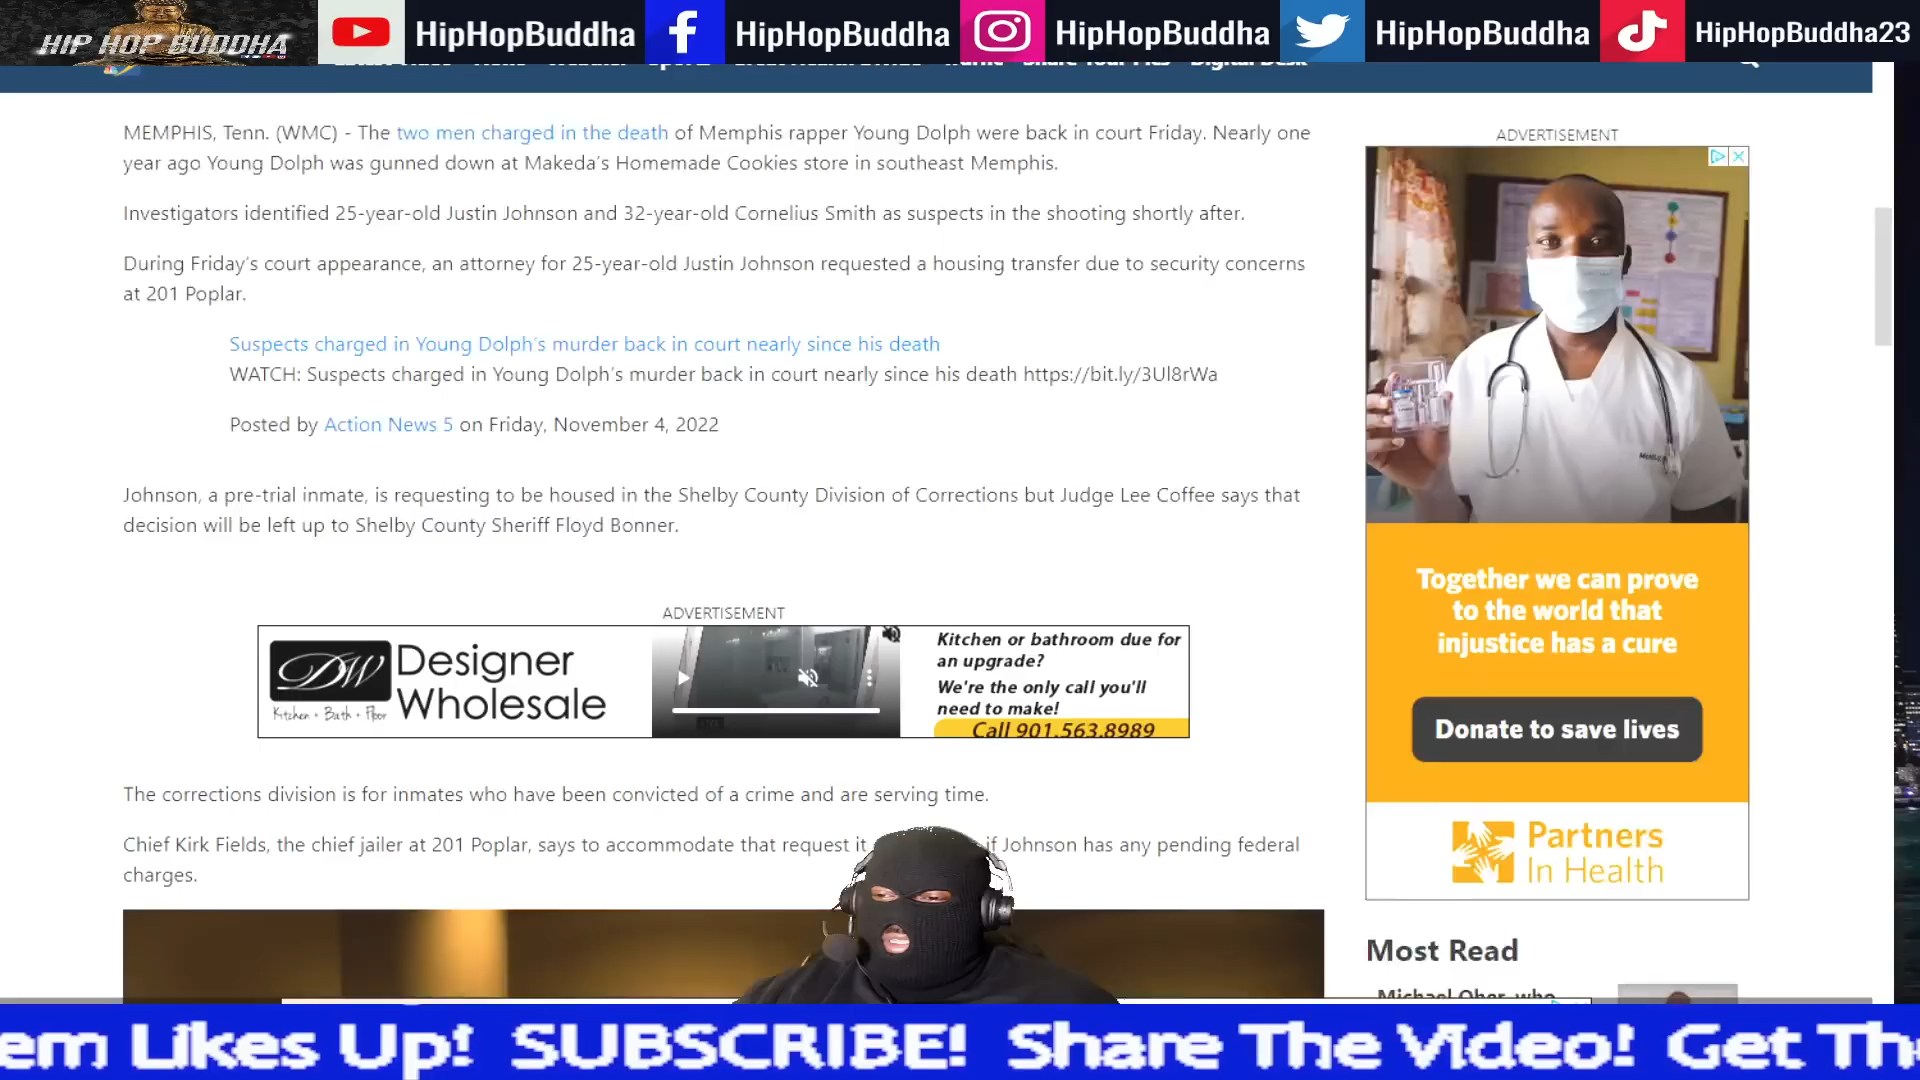 HIP HOP BUDDHA
HipHopBuddha
HipHopBuddha
HipHopBuddha
HipHopBuddha
HipHopBuddha23
MEMPHIS, Tenn. (WMC) - The two men charged in the death of Memphis rapper Young Dolph were back in court Friday. Nearly one
year ago Young Dolph was gunned down at Makeda's Homemade Cookies store in southeast Memphis.
Investigators identified 25-year-old Justin Johnson and 32-year-old Cornelius Smith as suspects in the shooting shortly after.
During Friday's court appearance, an attorney for 25-year-old Justin Johnson requested a housing transfer due to security concerns
at 201 Poplar.
Suspects charged in Young Dolph's murder back in court nearly since his death
WATCH: Suspects charged in Young Dolph's murder back in court nearly since his death https://bit.ly/3Ul8rWa
Posted by Action News 5 on Friday, November 4, 2022
Johnson, a pre-trial inmate, is requesting to be housed in the Shelby County Division of Corrections but Judge Lee Coffee says that
decision will be left up to Shelby County Sheriff Floyd Bonner.
ADVERTISEMENT
DW
Designer
Wholesale
Kitchen • Bath • Floor
Kitchen or bathroom due for
an upgrade?
We're the only call you'll
need to make!
Call 901.563.8989
The corrections division is for inmates who have been convicted of a crime and are serving time.
Chief Kirk Fields, the chief jailer at 201 Poplar, says to accommodate that request it if Johnson has any pending federal
charges.
ADVERTISEMENT
Together we can prove
to the world that
injustice has a cure
Donate to save lives
Partners
In Health
Most Read
Michael Oher, who
em Likes Up! SUBSCRIBE! Share The Video! Get The